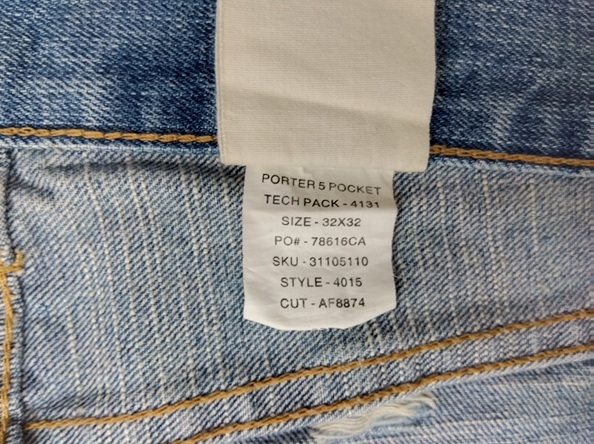 PORTER 5 POCKET
TECH PACK - 4131
SIZE - 32X32
PO# - 78616CA
SKU - 31105110
STYLE - 4015
CUT - AF8874